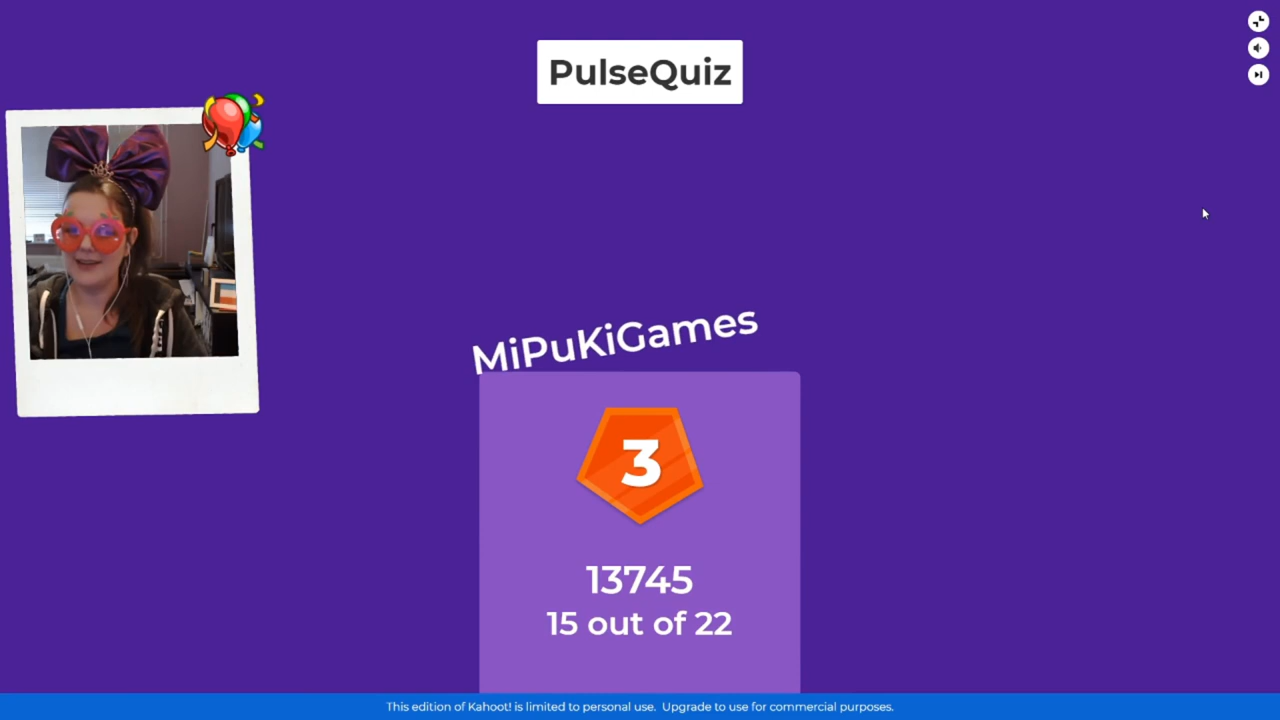 PulseQuiz
MiPuKiGames
3
13745
15 out of 22
This edition of Kahoot! is limited to personal use. Upgrade to use for commercial purposes.